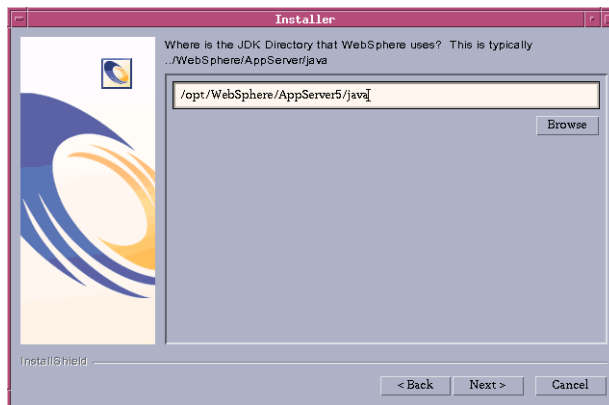 Installer
Where is the JDK Directory that WebSphere uses? This is typically
../WebSphere/AppServer/java
/opt/WebSphere/AppServer5/java
Browse
InstallShield
< Back
Next >
Cancel